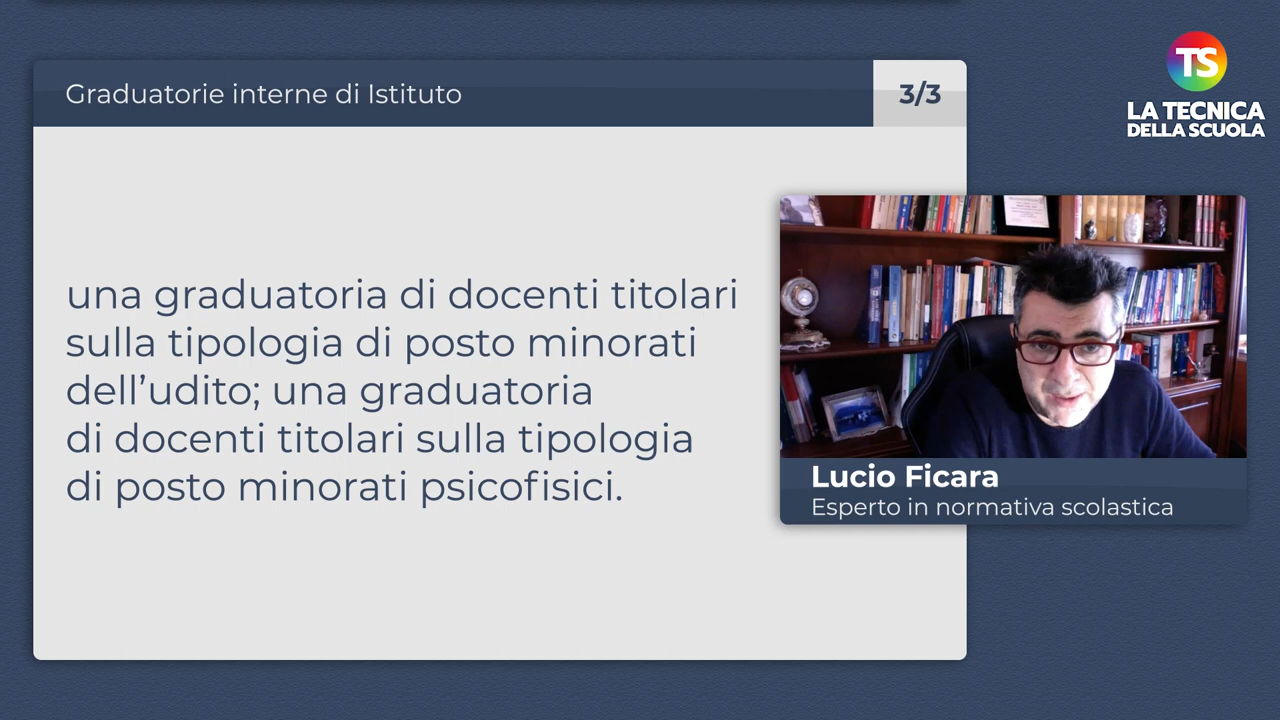 Graduatorie interne di Istituto
3/3
una graduatoria di docenti titolari
sulla tipologia di posto minorati
dell’udito; una graduatoria
di docenti titolari sulla tipologia
di posto minorati psicofisici.
TS
LA TECNICA
DELLA SCUOLA
Lucio Ficara
Esperto in normativa scolastica